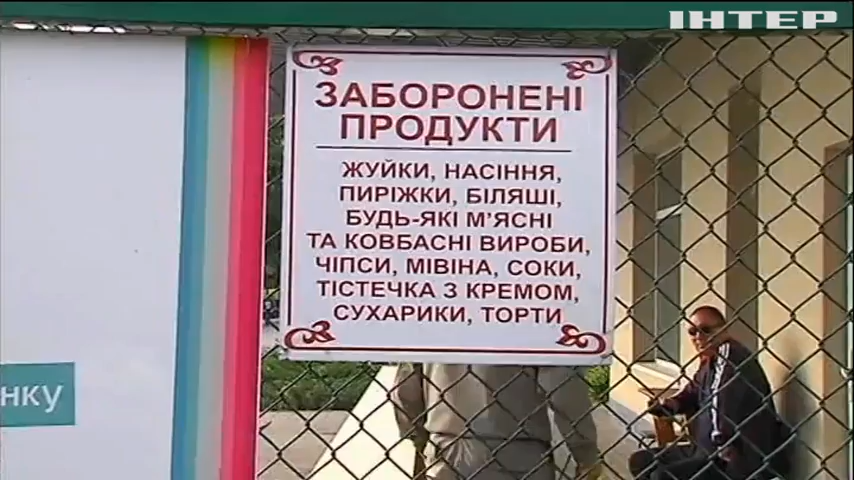 ІНТЕР
ЗАБОРОНЕНІ
ПРОДУКТИ
ЖУЙКИ, НАСІННЯ,
ПИРІЖКИ, БІЛЯШІ,
БУДЬ-ЯКІ М'ЯСНІ
ТА КОВБАСНІ ВИРОБИ,
ЧІПСИ, МІВІНА, СОКИ,
ТІСТЕЧКА З КРЕМОМ,
СУХАРИКИ, ТОРТИ
нку